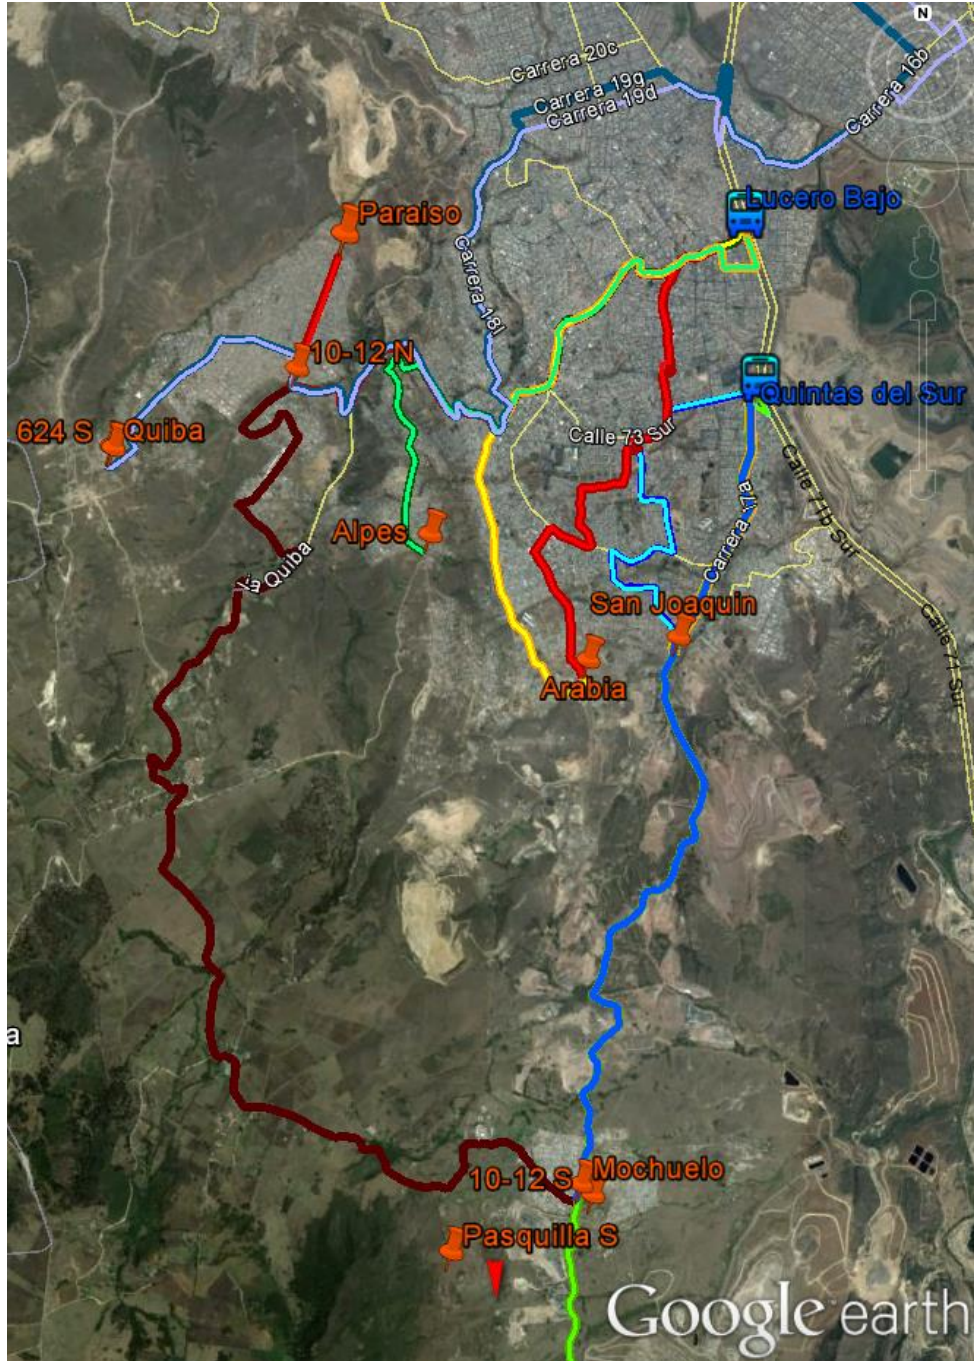 N
Carrera 20c
Carrera 16b
Carrera 19g
Carrera 19d
Lucero Bajo
Paraiso
Carrera 18l
10-12 N
Quintas del Sur
624 S
Quiba
Calle 73 Sur
Calle 71b Sur
Alpes
Carrera 17a
Vía Quiba
San Joaquin
Calle 71 Sur
Arabia
a
10-12 S
Mochuelo
Pasquilla S
Google earth